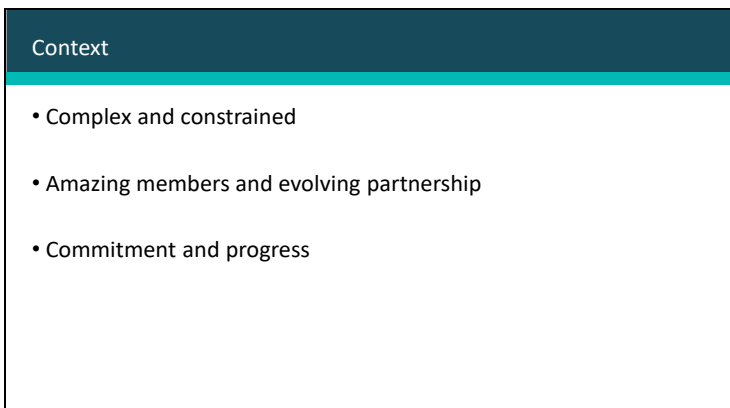 Context
• Complex and constrained
• Amazing members and evolving partnership
• Commitment and progress